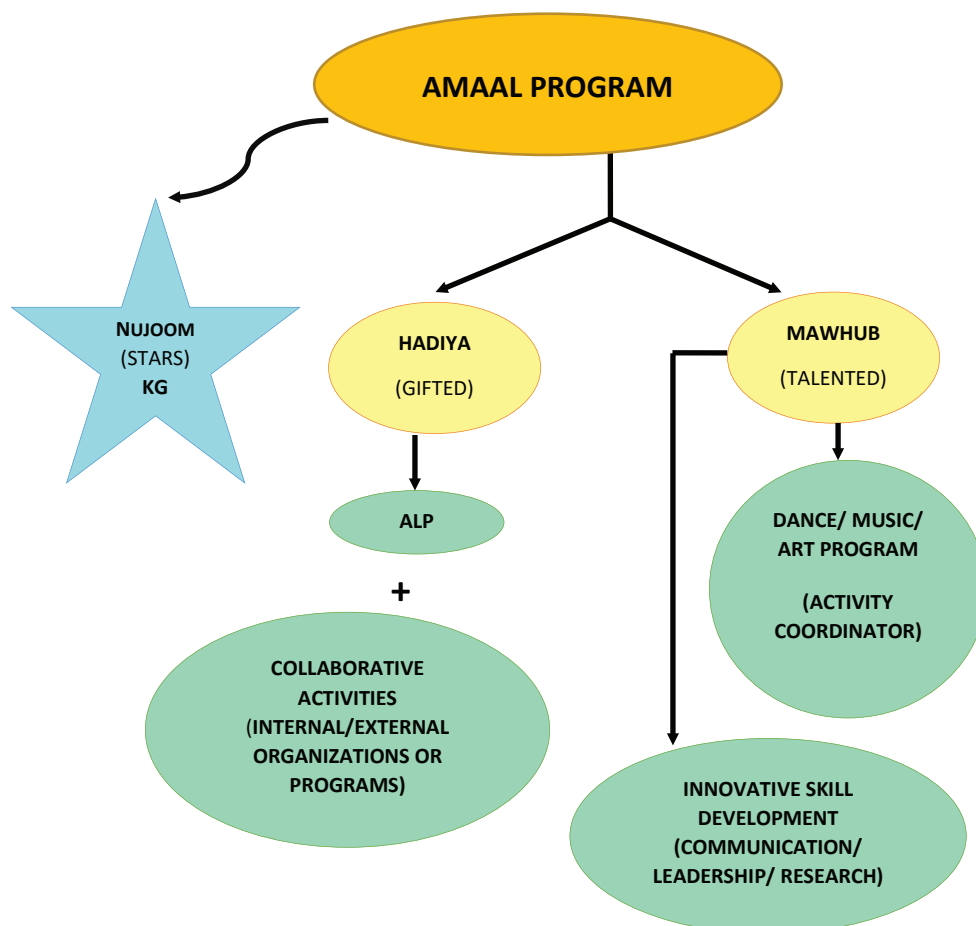 AMAAL PROGRAM
NUJOOM
(STARS)
KG
HADIYA
(GIFTED)
MAWHUB
(TALENTED)
ALP
+
DANCE/ MUSIC/
ART PROGRAM
(ACTIVITY
COORDINATOR)
COLLABORATIVE
ACTIVITIES
(INTERNAL/EXTERNAL
ORGANIZATIONS OR
PROGRAMS)
INNOVATIVE SKILL
DEVELOPMENT
(COMMUNICATION/
LEADERSHIP/ RESEARCH)